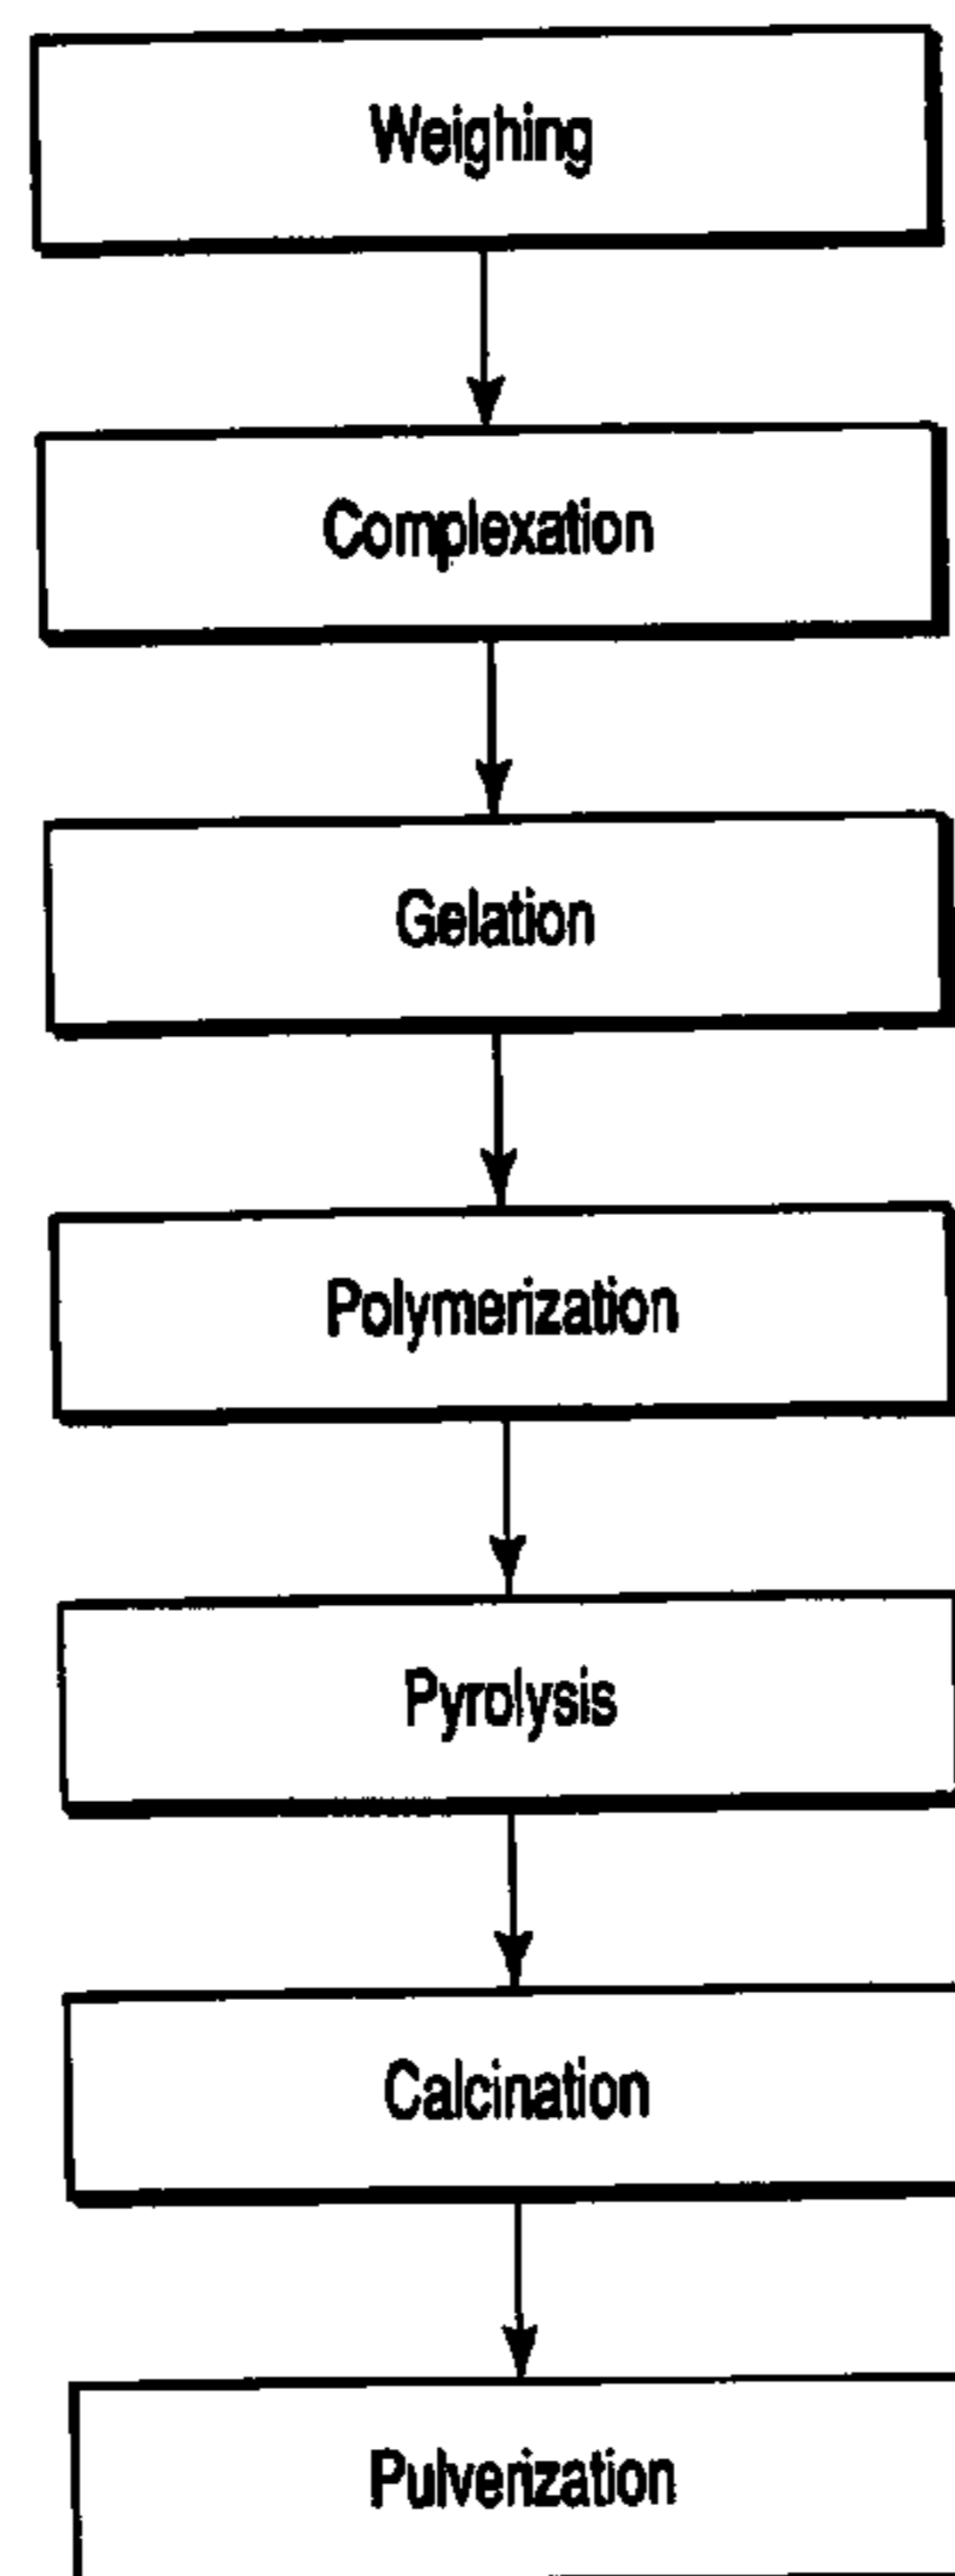 Weighing
Complexation
Gelation
Polymerization
Pyrolysis
Calcination
Pulverization